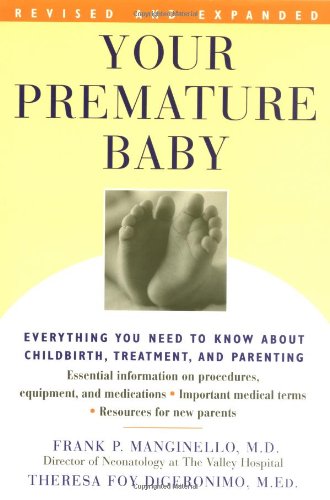 REVISED AND EXPANDED
YOUR
PREMATURE
BABY
EVERYTHING YOU NEED TO KNOW ABOUT
CHILDBIRTH, TREATMENT, AND PARENTING
Essential information on procedures,
equipment, and medications • Important medical terms
• Resources for new parents
FRANK P. MANGINELLO, M.D.
Director of Neonatology at The Valley Hospital
THERESA FOY DIGERONIMO, M.ED.